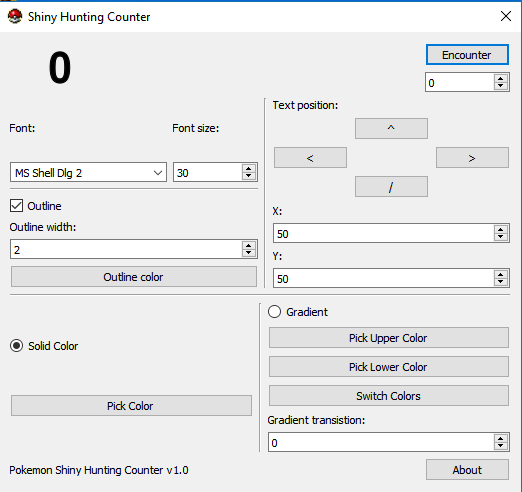 Shiny Hunting Counter
0
Encounter
0
Font:
Font size:
MS Shell Dlg 2
30
Outline
Outline width:
2
Outline color
Text position:
^
<
>
/
X:
50
Y:
50
Solid Color
Pick Color
Gradient
Pick Upper Color
Pick Lower Color
Switch Colors
Gradient transistion:
0
Pokemon Shiny Hunting Counter v1.0
About